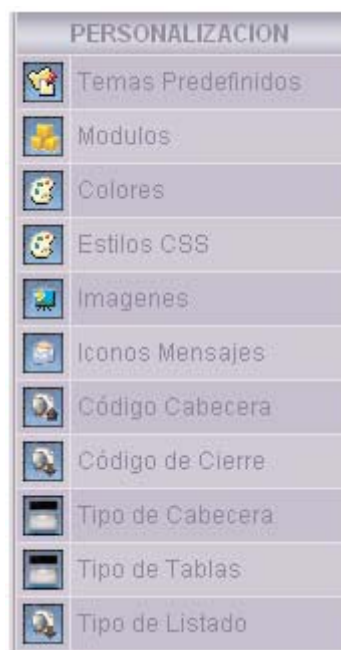 PERSONALIZACION
Temas Predefinidos
Modulos
Colores
Estilos CSS
Imagenes
Iconos Mensajes
Código Cabecera
Código de Cierre
Tipo de Cabecera
Tipo de Tablas
Tipo de Listado